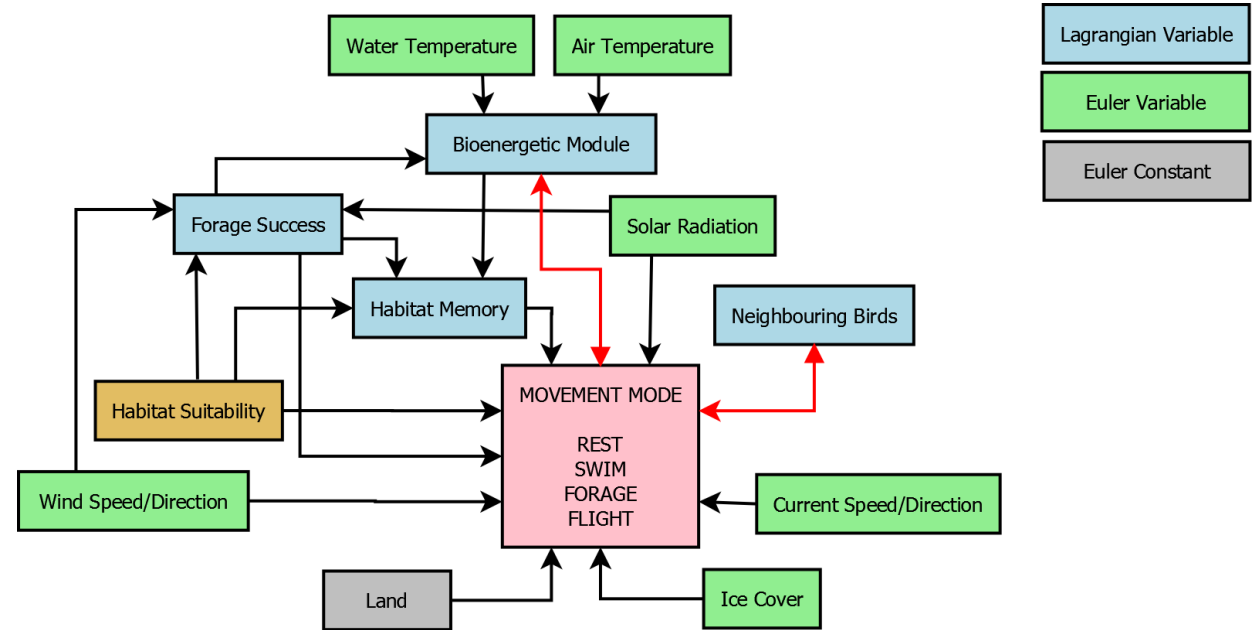 Water Temperature
Air Temperature
Lagrangian Variable
Euler Variable
Bioenergetic Module
Euler Constant
Forage Success
Solar Radiation
Habitat Memory
Neighbouring Birds
MOVEMENT MODE
Habitat Suitability
REST
SWIM
FORAGE
FLIGHT
Wind Speed/Direction
Current Speed/Direction
Land
Ice Cover